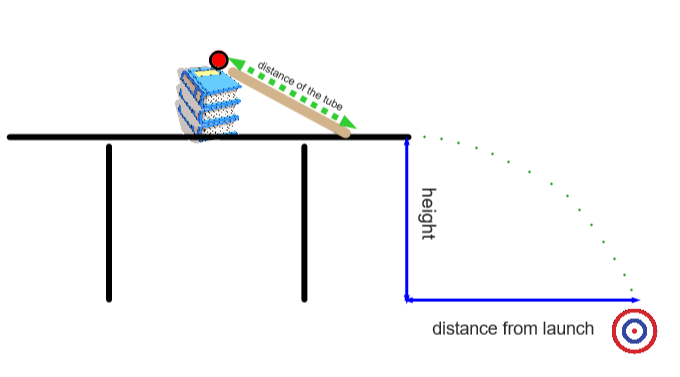 distance of the tube
height
distance from launch